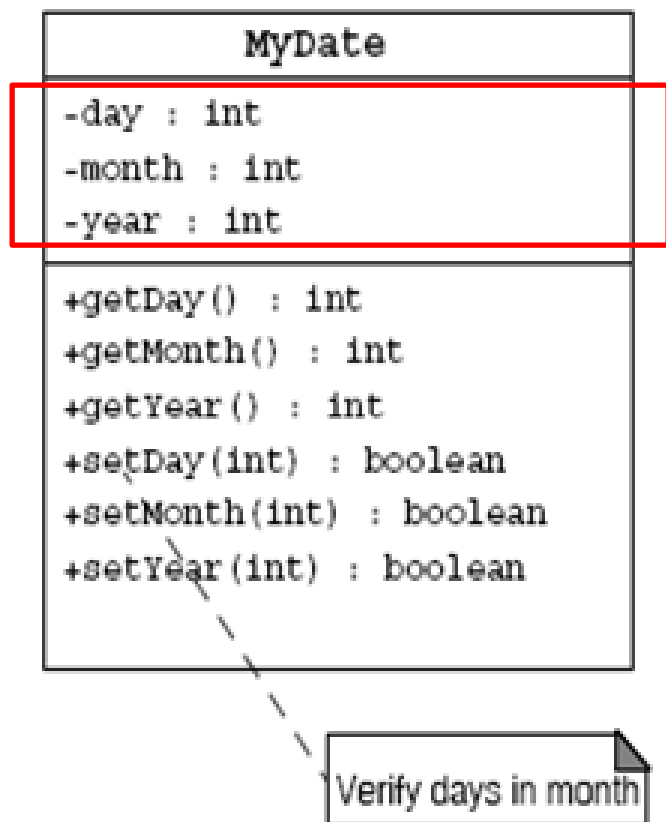 MyDate
-day : int
-month : int
-year : int
+getDay() : int
+getMonth() : int
+getYear() : int
+setDay(int) : boolean
+setMonth(int) : boolean
+setYear(int) : boolean
Verify days in month